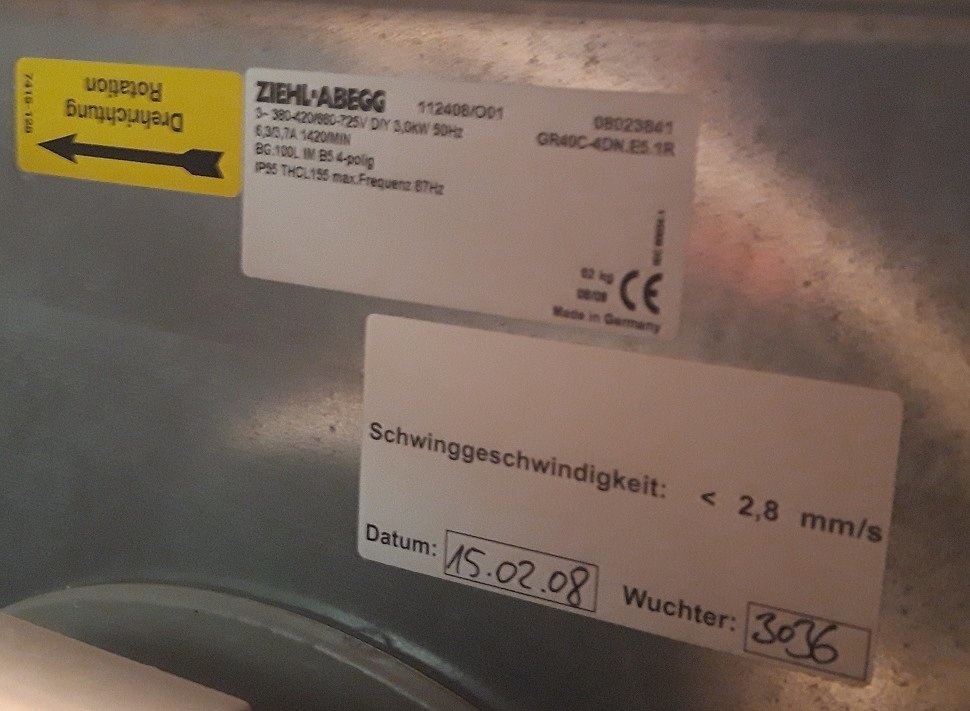 Drehrichtung
Rotation
7415-128
ZIEHL-ABEGG 112408/O01 08023841
3~ 380-420/660-725V D/Y 3,0KW 50Hz GR40C-4DN.E5.1R
6,3/3,7A 1420/MIN
BG.100L IM B5 4-polig
IP55 THCL155 max.Frequenz 87Hz
kg
CE
Made in Germany
Schwinggeschwindigkeit: < 2,8 mm/s
Datum: 15.02.08 Wuchter: 3036